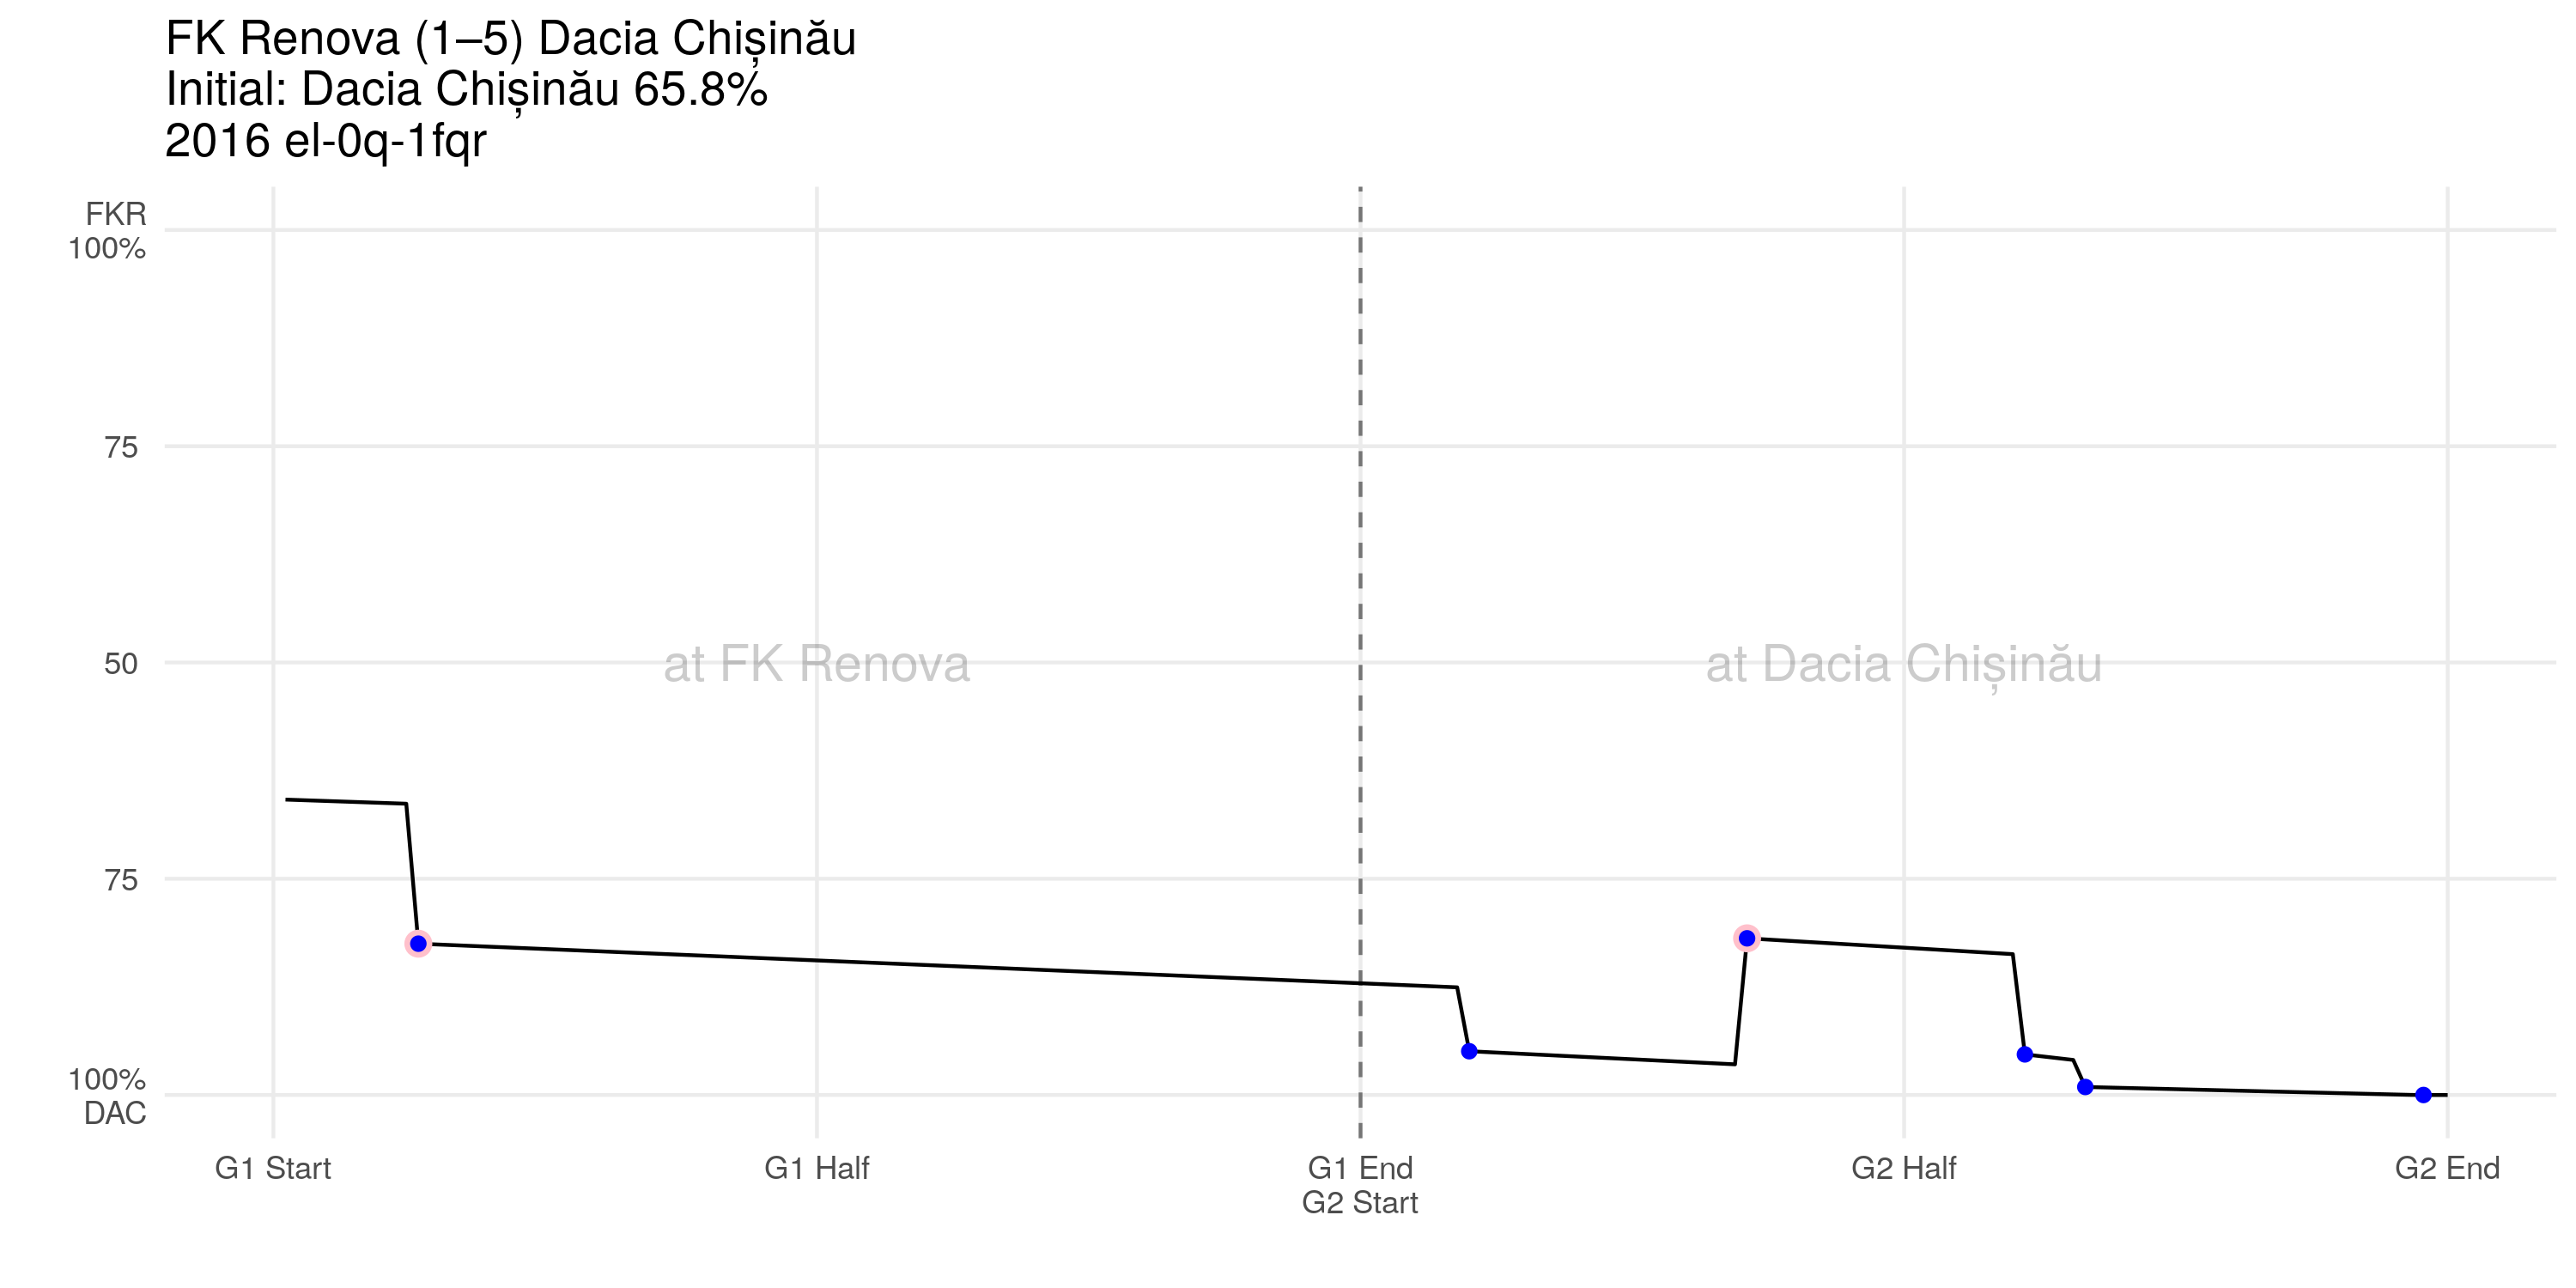 FK Renova (1–5) Dacia Chișinău
Initial: Dacia Chișinău 65.8%
2016 el-0q-1fqr
FKR
100%
75
50
75
100%
DAC
at FK Renova
at Dacia Chișinău
G1 Start
G1 Half
G1 End
G2 Start
G2 Half
G2 End